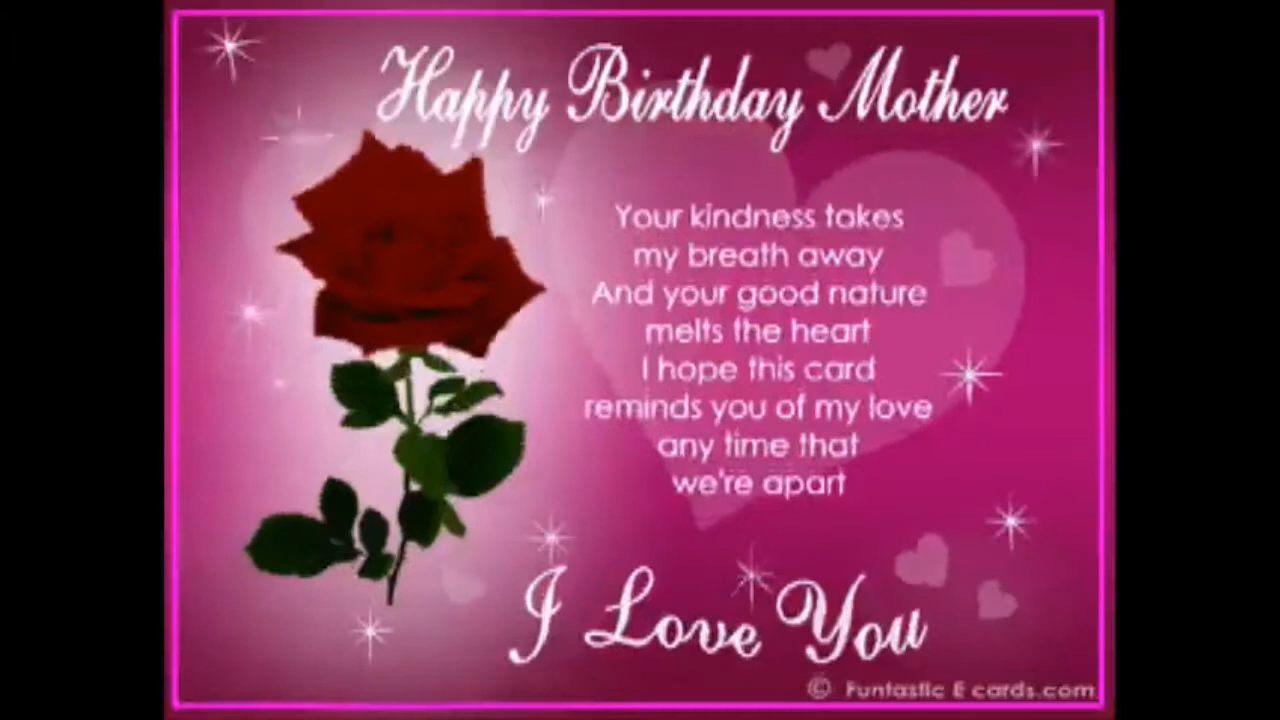 Happy Birthday Mother
Your kindness takes
my breath away
And your good nature
melts the heart
I hope this card
reminds you of my love
any time that
we're apart
I Love You
© Funtastic E cards.com